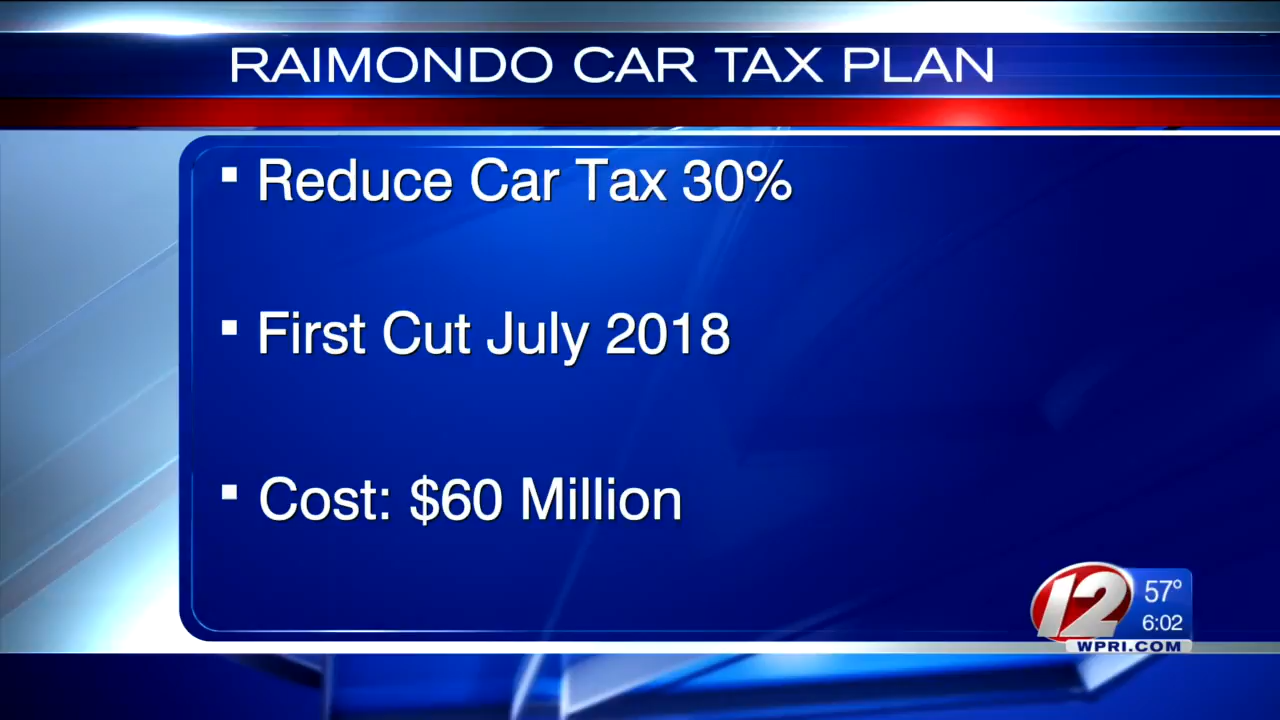 RAIMONDO CAR TAX PLAN
▪ Reduce Car Tax 30%
▪ First Cut July 2018
▪ Cost: $60 Million
12
57°
6:02
WPRI.COM